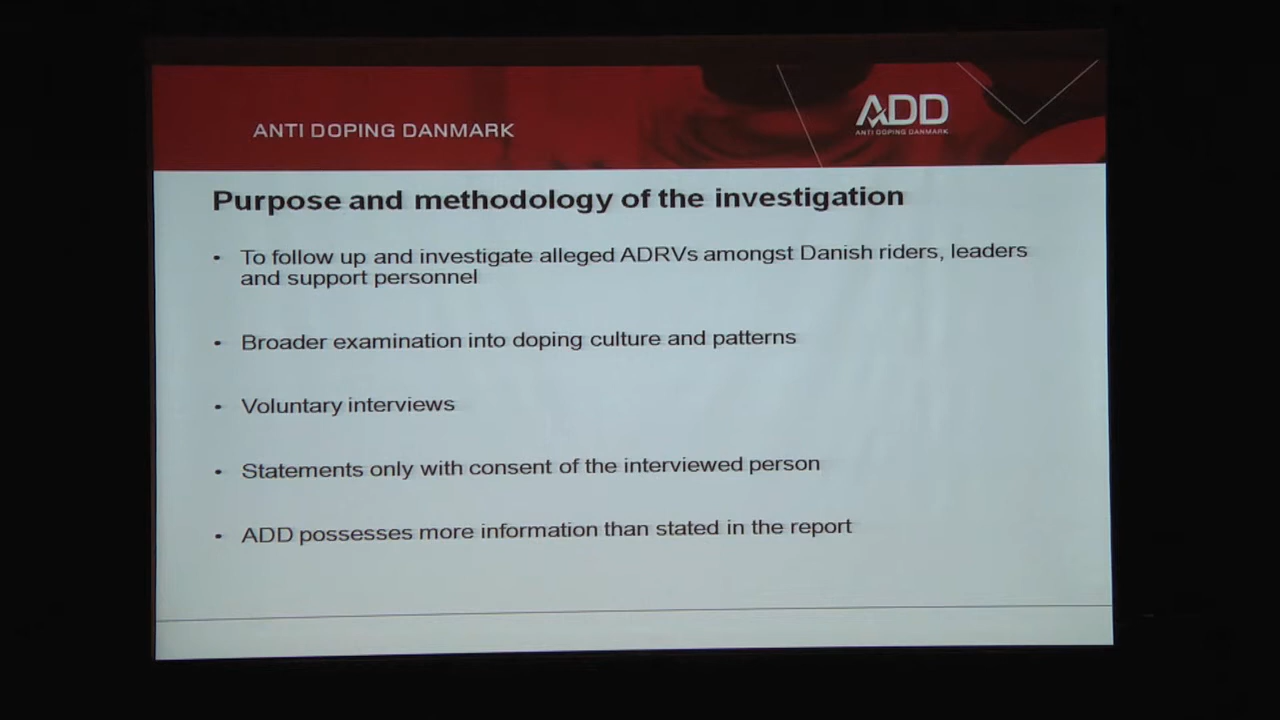 ANTI DOPING DANMARK
ADD
ANTI DOPING DANMARK
Purpose and methodology of the investigation
• To follow up and investigate alleged ADRVs amongst Danish riders, leaders
and support personnel
• Broader examination into doping culture and patterns
• Voluntary interviews
• Statements only with consent of the interviewed person
• ADD possesses more information than stated in the report